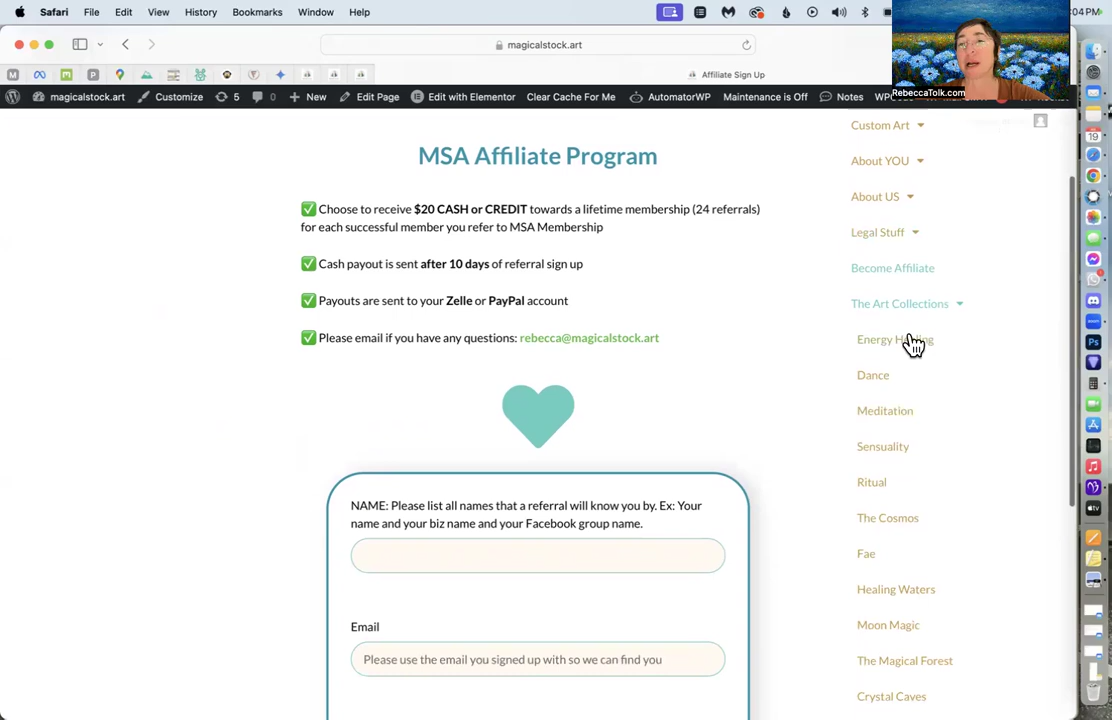 Safari File Edit View History Bookmarks Window Help
04PM
magicalstock.art
Affiliate Sign Up
RebeccaTolk.com
magicalstock.art Customize 5 0 New Edit Page Edit with Elementor Clear Cache For Me AutomatorWP Maintenance is Off Notes
MSA Affiliate Program
Choose to receive $20 CASH or CREDIT towards a lifetime membership (24 referrals)
for each successful member you refer to MSA Membership
Cash payout is sent after 10 days of referral sign up
Payouts are sent to your Zelle or PayPal account
Please email if you have any questions: rebecca@magicalstock.art
NAME: Please list all names that a referral will know you by. Ex: Your
name and your biz name and your Facebook group name.
Email
Please use the email you signed up with so we can find you
Custom Art
About YOU
About US
Legal Stuff
Become Affiliate
The Art Collections
Energy
Dance
Meditation
Sensuality
Ritual
The Cosmos
Fae
Healing Waters
Moon Magic
The Magical Forest
Crystal Caves